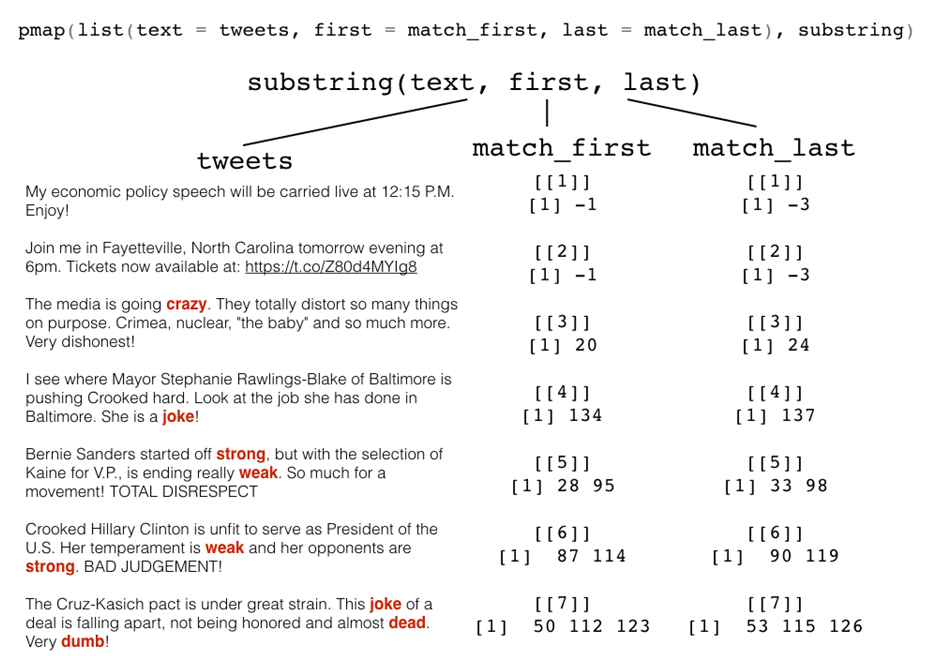 pmap(list(text = tweets, first = match_first, last = match_last), substring)
substring(text, first, last)
tweets
match_first
match_last
My economic policy speech will be carried live at 12:15 P.M.
Enjoy!
[[1]]
[1] -1
[[1]]
[1] -3
Join me in Fayetteville, North Carolina tomorrow evening at
6pm. Tickets now available at: https://t.co/Z80d4MYIg8
[[2]]
[1] -1
[[2]]
[1] -3
The media is going crazy. They totally distort so many things
on purpose. Crimea, nuclear, "the baby" and so much more.
Very dishonest!
[[3]]
[1] 20
[[3]]
[1] 24
I see where Mayor Stephanie Rawlings-Blake of Baltimore is
pushing Crooked hard. Look at the job she has done in
Baltimore. She is a joke!
[[4]]
[1] 134
[[4]]
[1] 137
Bernie Sanders started off strong, but with the selection of
Kaine for V.P., is ending really weak. So much for a
movement! TOTAL DISRESPECT
[[5]]
[1] 28 95
[[5]]
[1] 33 98
Crooked Hillary Clinton is unfit to serve as President of the
U.S. Her temperament is weak and her opponents are
strong. BAD JUDGEMENT!
[[6]]
[1]  87 114
[[6]]
[1]  90 119
The Cruz-Kasich pact is under great strain. This joke of a
deal is falling apart, not being honored and almost dead.
Very dumb!
[[7]]
[1]  50 112 123
[[7]]
[1]  53 115 126